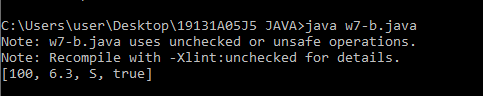 C:\Users\user\Desktop\19131A05J5 JAVA>java w7-b.java
Note: w7-b.java uses unchecked or unsafe operations.
Note: Recompile with -Xlint:unchecked for details.
[100, 6.3, S, true]